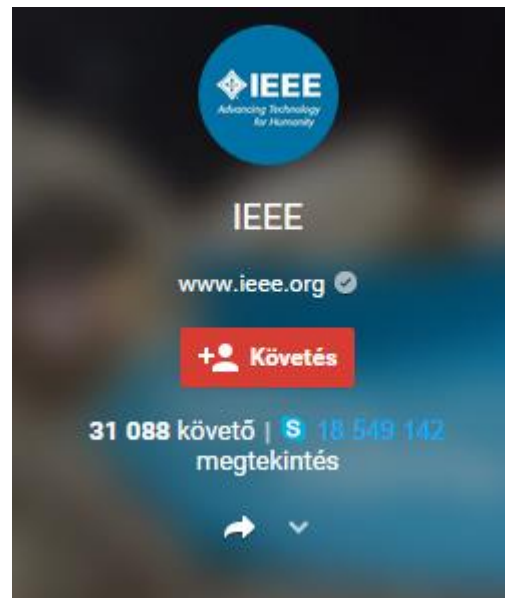 IEEE
Advancing Technology
for Humanity
IEEE
www.ieee.org
Követés
31 088 követő | 18 549 142
megtekintés